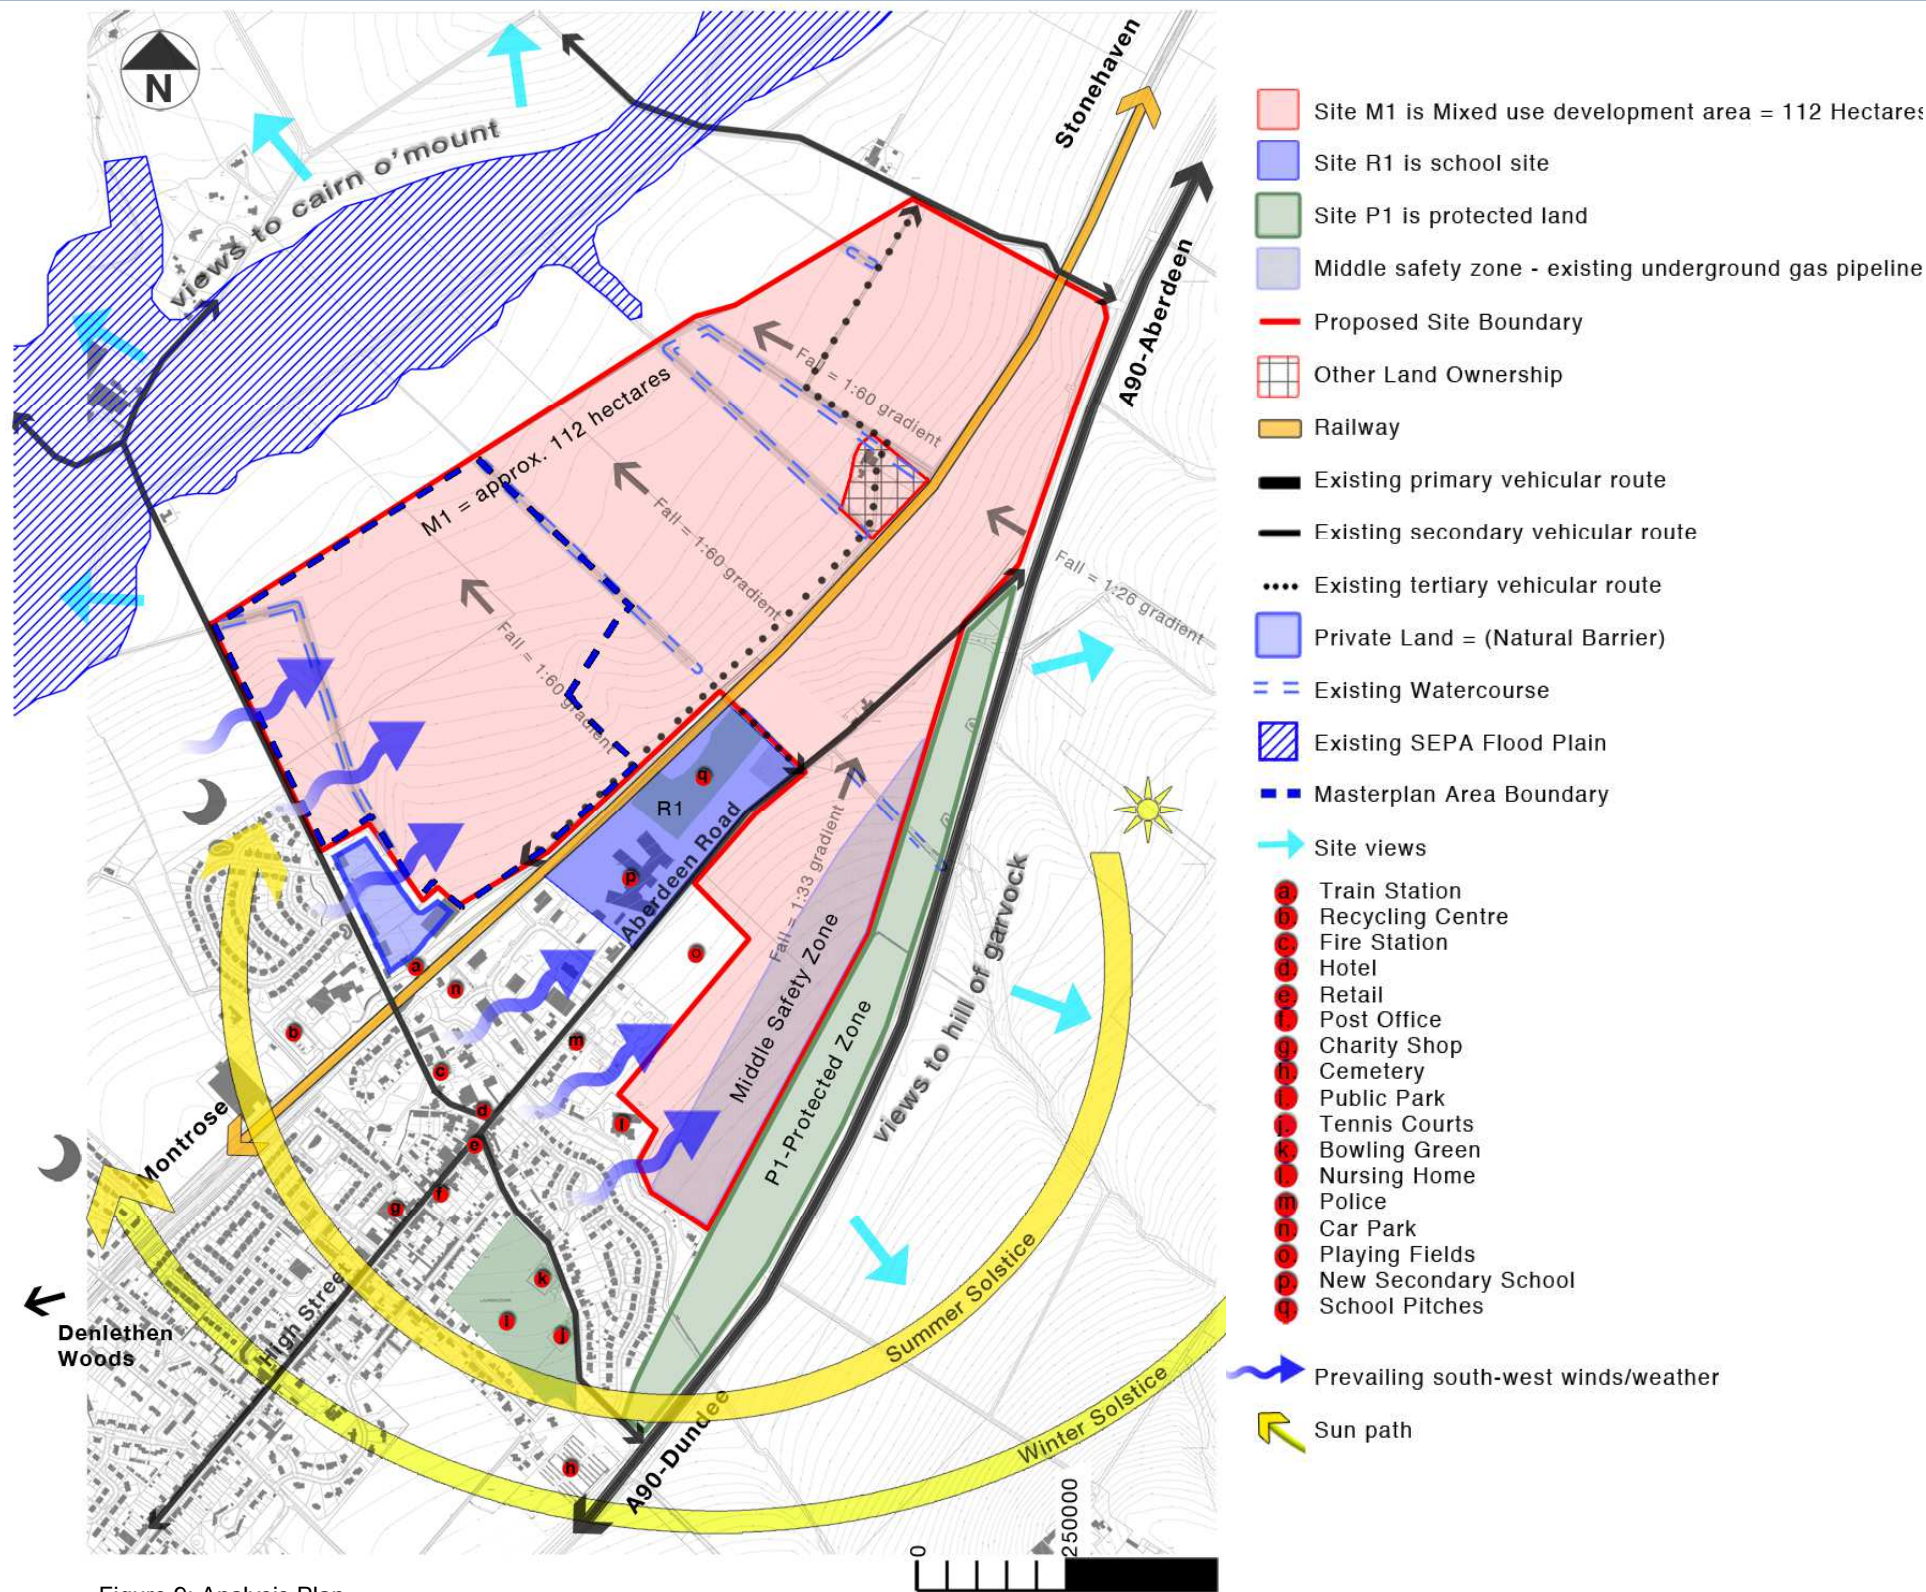 N
Stonehaven
views to cairn o'mount
A90-Aberdeen
Fall = 1:60 gradient
M1 = approx. 112 hectares
Fall = 1:60 gradient
Fall = 1:26 gradient
Fall = 1:60 gradient
q
R1
p
Aberdeen Road
Fall = 1:33 gradient
o
a
n
Middle Safety Zone
views to hill of garvock
b
m
c
P1-Protected Zone
d
l
e
Montrose
f
g
k
High Street
Denlethen
Woods
j
Summer Solstice
Winter Solstice
h
A90-Dundee
0
250000
Figure 9: Analysis Plan
Site M1 is Mixed use development area = 112 Hectares
Site R1 is school site
Site P1 is protected land
Middle safety zone - existing underground gas pipeline
Proposed Site Boundary
Other Land Ownership
Railway
Existing primary vehicular route
Existing secondary vehicular route
Existing tertiary vehicular route
Private Land = (Natural Barrier)
Existing Watercourse
Existing SEPA Flood Plain
Masterplan Area Boundary
Site views
a. Train Station
b. Recycling Centre
c. Fire Station
d. Hotel
e. Retail
f. Post Office
g. Charity Shop
h. Cemetery
i. Public Park
j. Tennis Courts
k. Bowling Green
l. Nursing Home
m. Police
n. Car Park
o. Playing Fields
p. New Secondary School
q. School Pitches
Prevailing south-west winds/weather
Sun path